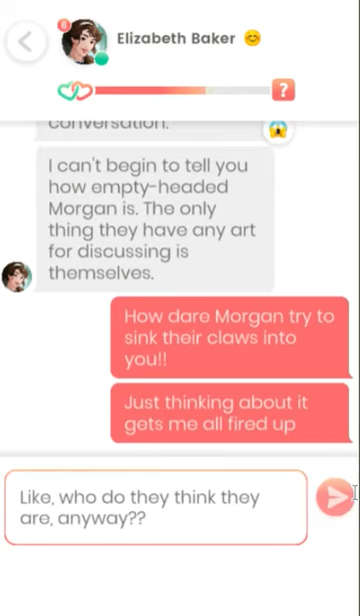 6
Elizabeth Baker
?
conversation.
I can't begin to tell you
how empty-headed
Morgan is. The only
thing they have any art
for discussing is
themselves.
How dare Morgan try to
sink their claws into
you!!
Just thinking about it
gets me all fired up
Like, who do they think they
are, anyway??